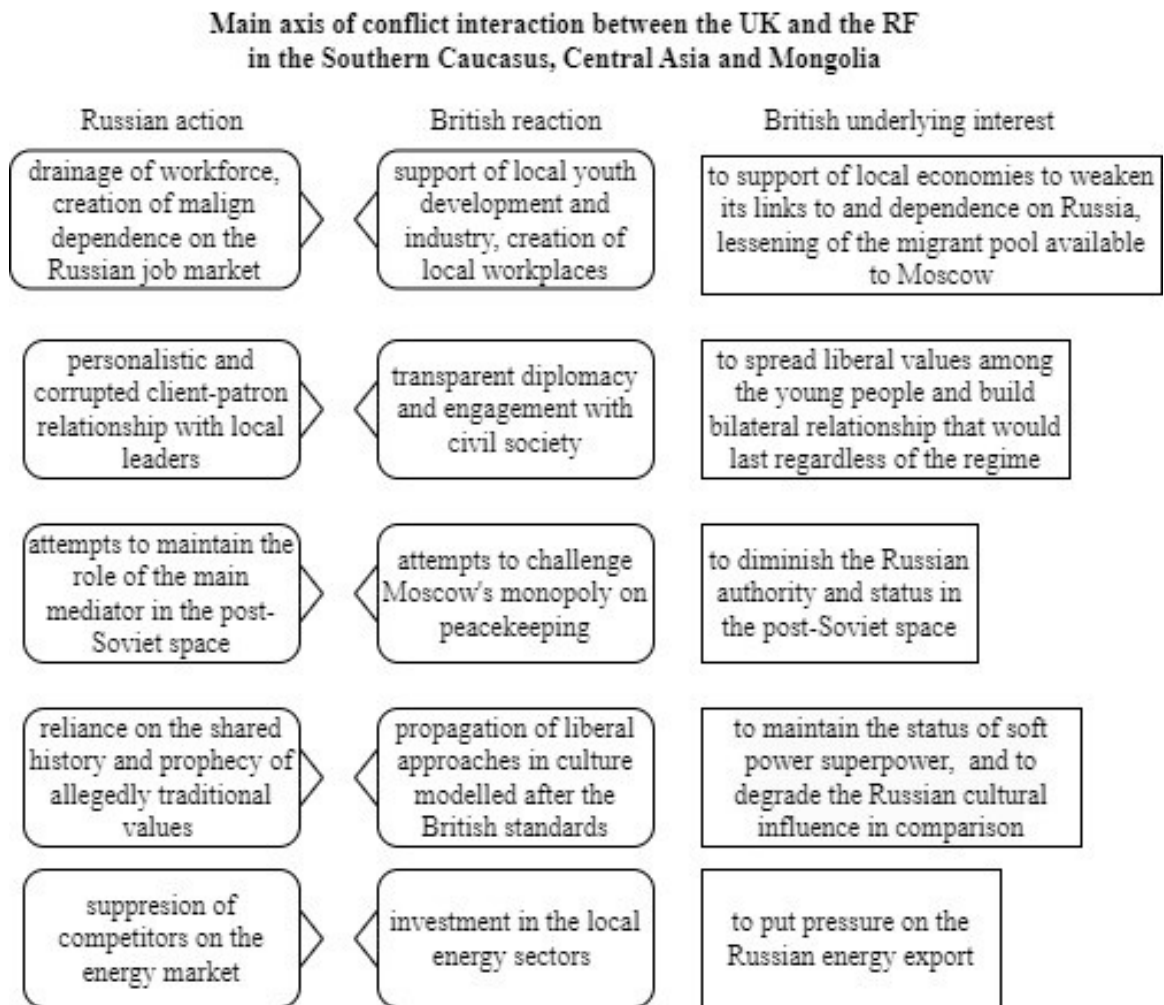 Main axis of conflict interaction between the UK and the RF
in the Southern Caucasus, Central Asia and Mongolia
Russian action
British reaction
British underlying interest
drainage of workforce,
creation of malign
dependence on the
Russian job market
support of local youth
development and
industry, creation of
local workplaces
to support of local economies to weaken
its links to and dependence on Russia,
lessening of the migrant pool available
to Moscow
personalistic and
corrupted client-patron
relationship with local
leaders
transparent diplomacy
and engagement with
civil society
to spread liberal values among
the young people and build
bilateral relationship that would
last regardless of the regime
attempts to maintain the
role of the main
mediator in the post-
Soviet space
attempts to challenge
Moscow's monopoly on
peacekeeping
to diminish the Russian
authority and status in
the post-Soviet space
reliance on the shared
history and prophecy of
allegedly traditional
values
propagation of liberal
approaches in culture
modelled after the
British standards
to maintain the status of soft
power superpower, and to
degrade the Russian cultural
influence in comparison
suppresion of
competitors on the
energy market
investment in the local
energy sectors
to put pressure on the
Russian energy export